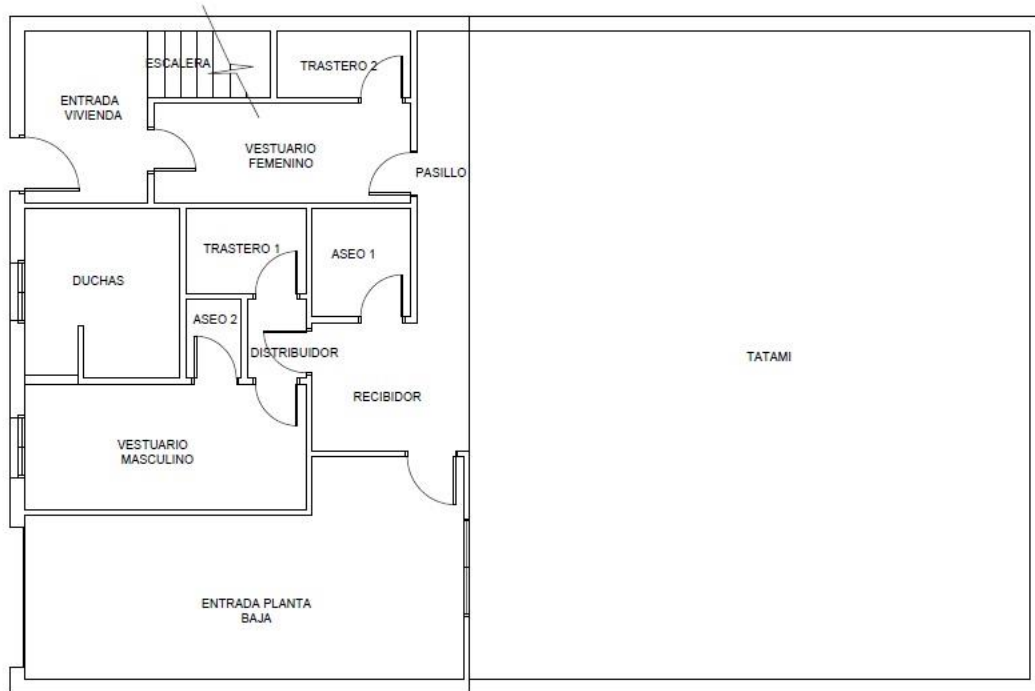 ESCALERA
TRASTERO 2
ENTRADA
VIVIENDA
VESTUARIO
FEMENINO
PASILLO
TRASTERO 1
ASEO 1
DUCHAS
ASEO 2
DISTRIBUIDOR
TATAMI
RECIBIDOR
VESTUARIO
MASCULINO
ENTRADA PLANTA
BAJA